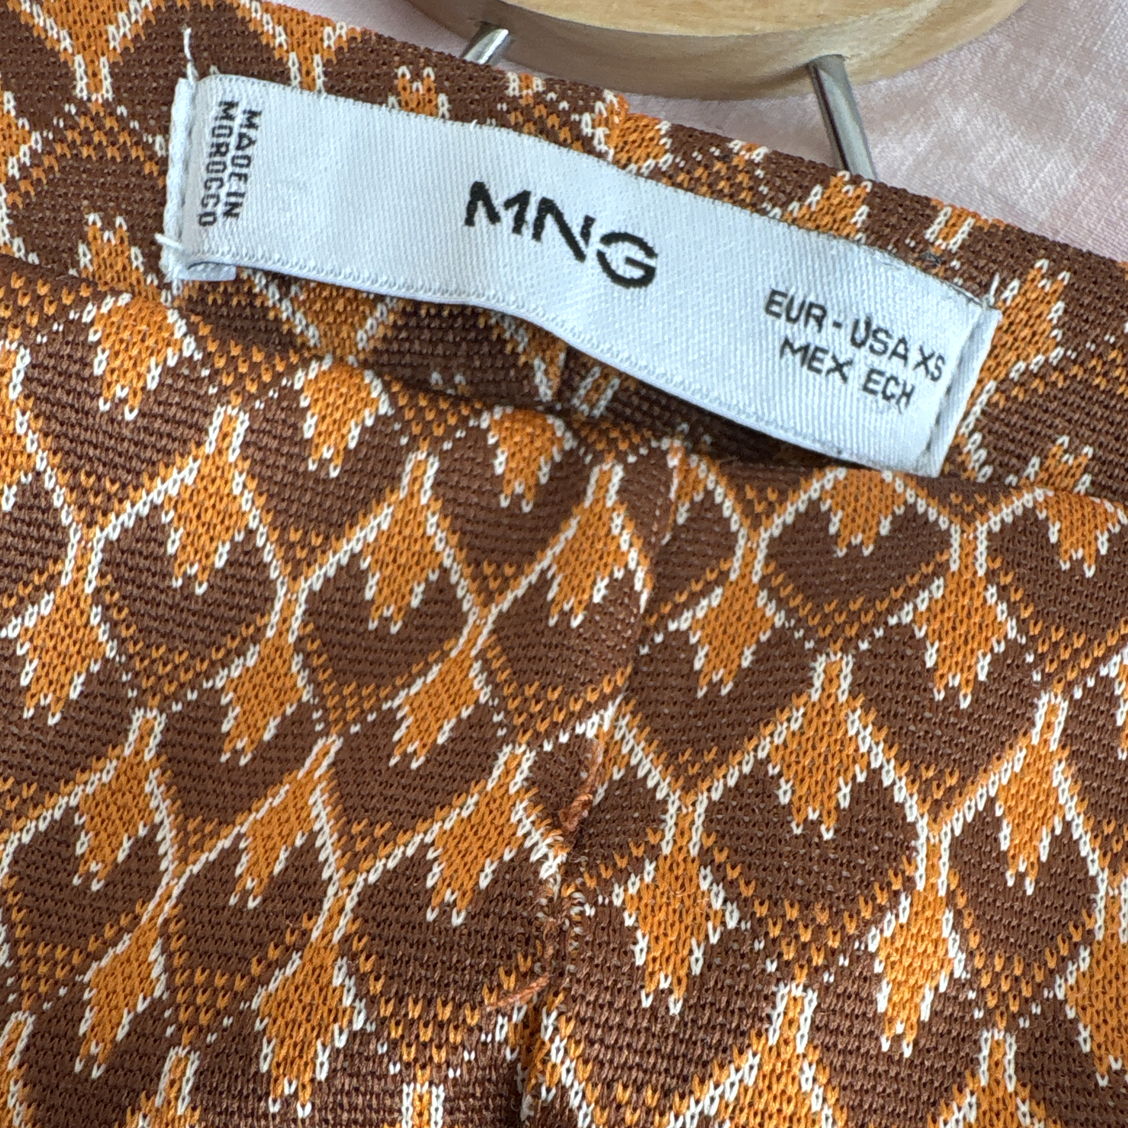 MADE IN
MOROCCO
MNG
EUR - USA XS
MEX ECH